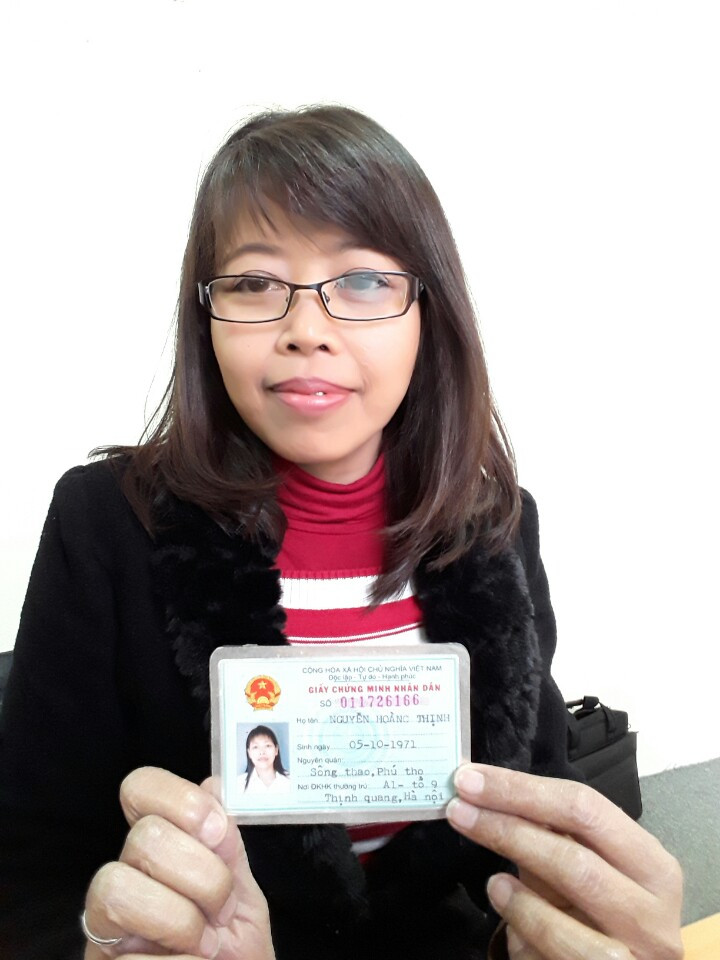 CỘNG HÒA XÃ HỘI CHỦ NGHĨA VIỆT NAM
Độc lập - Tự do - Hạnh phúc
GIẤY CHỨNG MINH NHÂN DÂN
SỐ 011726166
Họ tên NGUYỄN HOÀNG THỊNH
Sinh ngày 05-10-1971
Nguyên quán
Sông thao,Phú thọ
Nơi ĐKHK thường trú A1- tổ 9
Thịnh quang,Hà nội